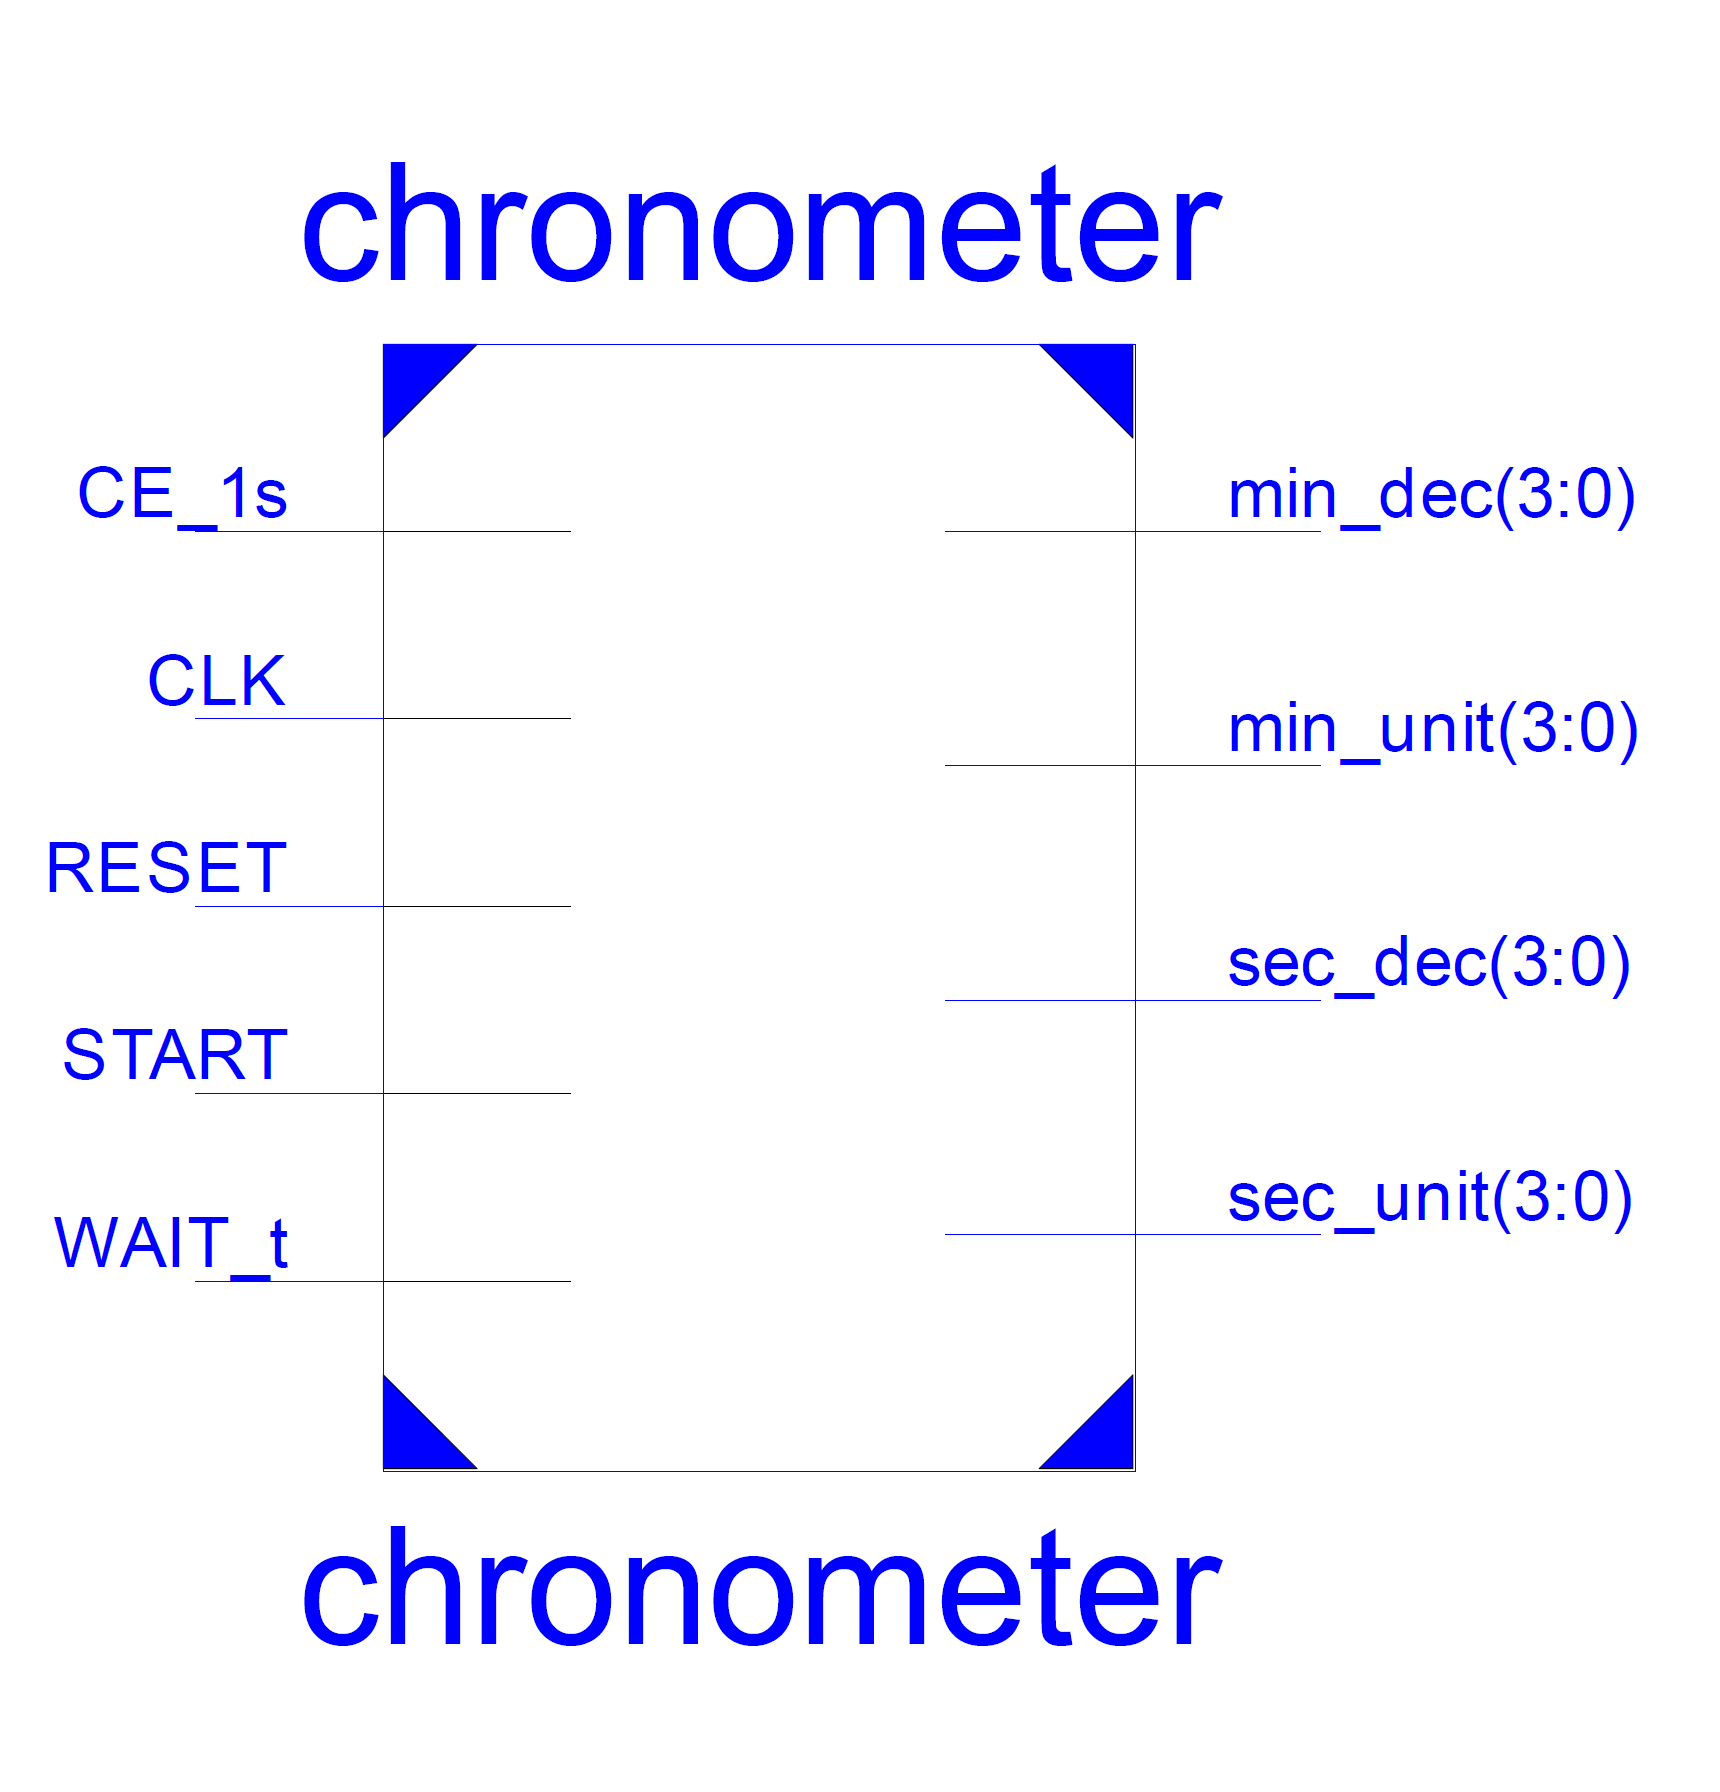 chronometer
CE_1s
min_dec(3:0)
CLK
min_unit(3:0)
RESET
sec_dec(3:0)
START
sec_unit(3:0)
WAIT_t
chronometer